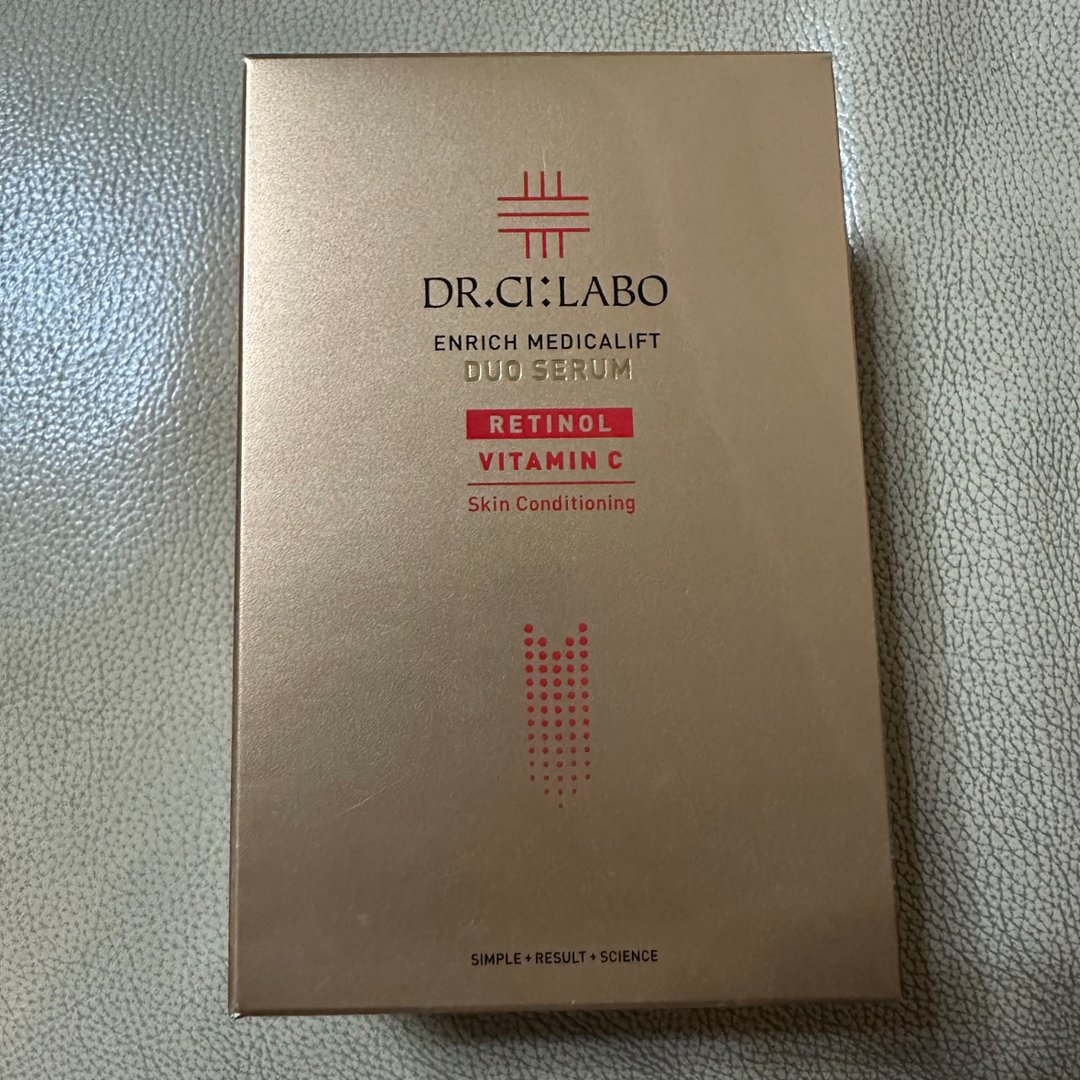 DR.CI:LABO
ENRICH MEDICALIFT
DUO SERUM
RETINOL
VITAMIN C
Skin Conditioning
SIMPLE+RESULT+SCIENCE